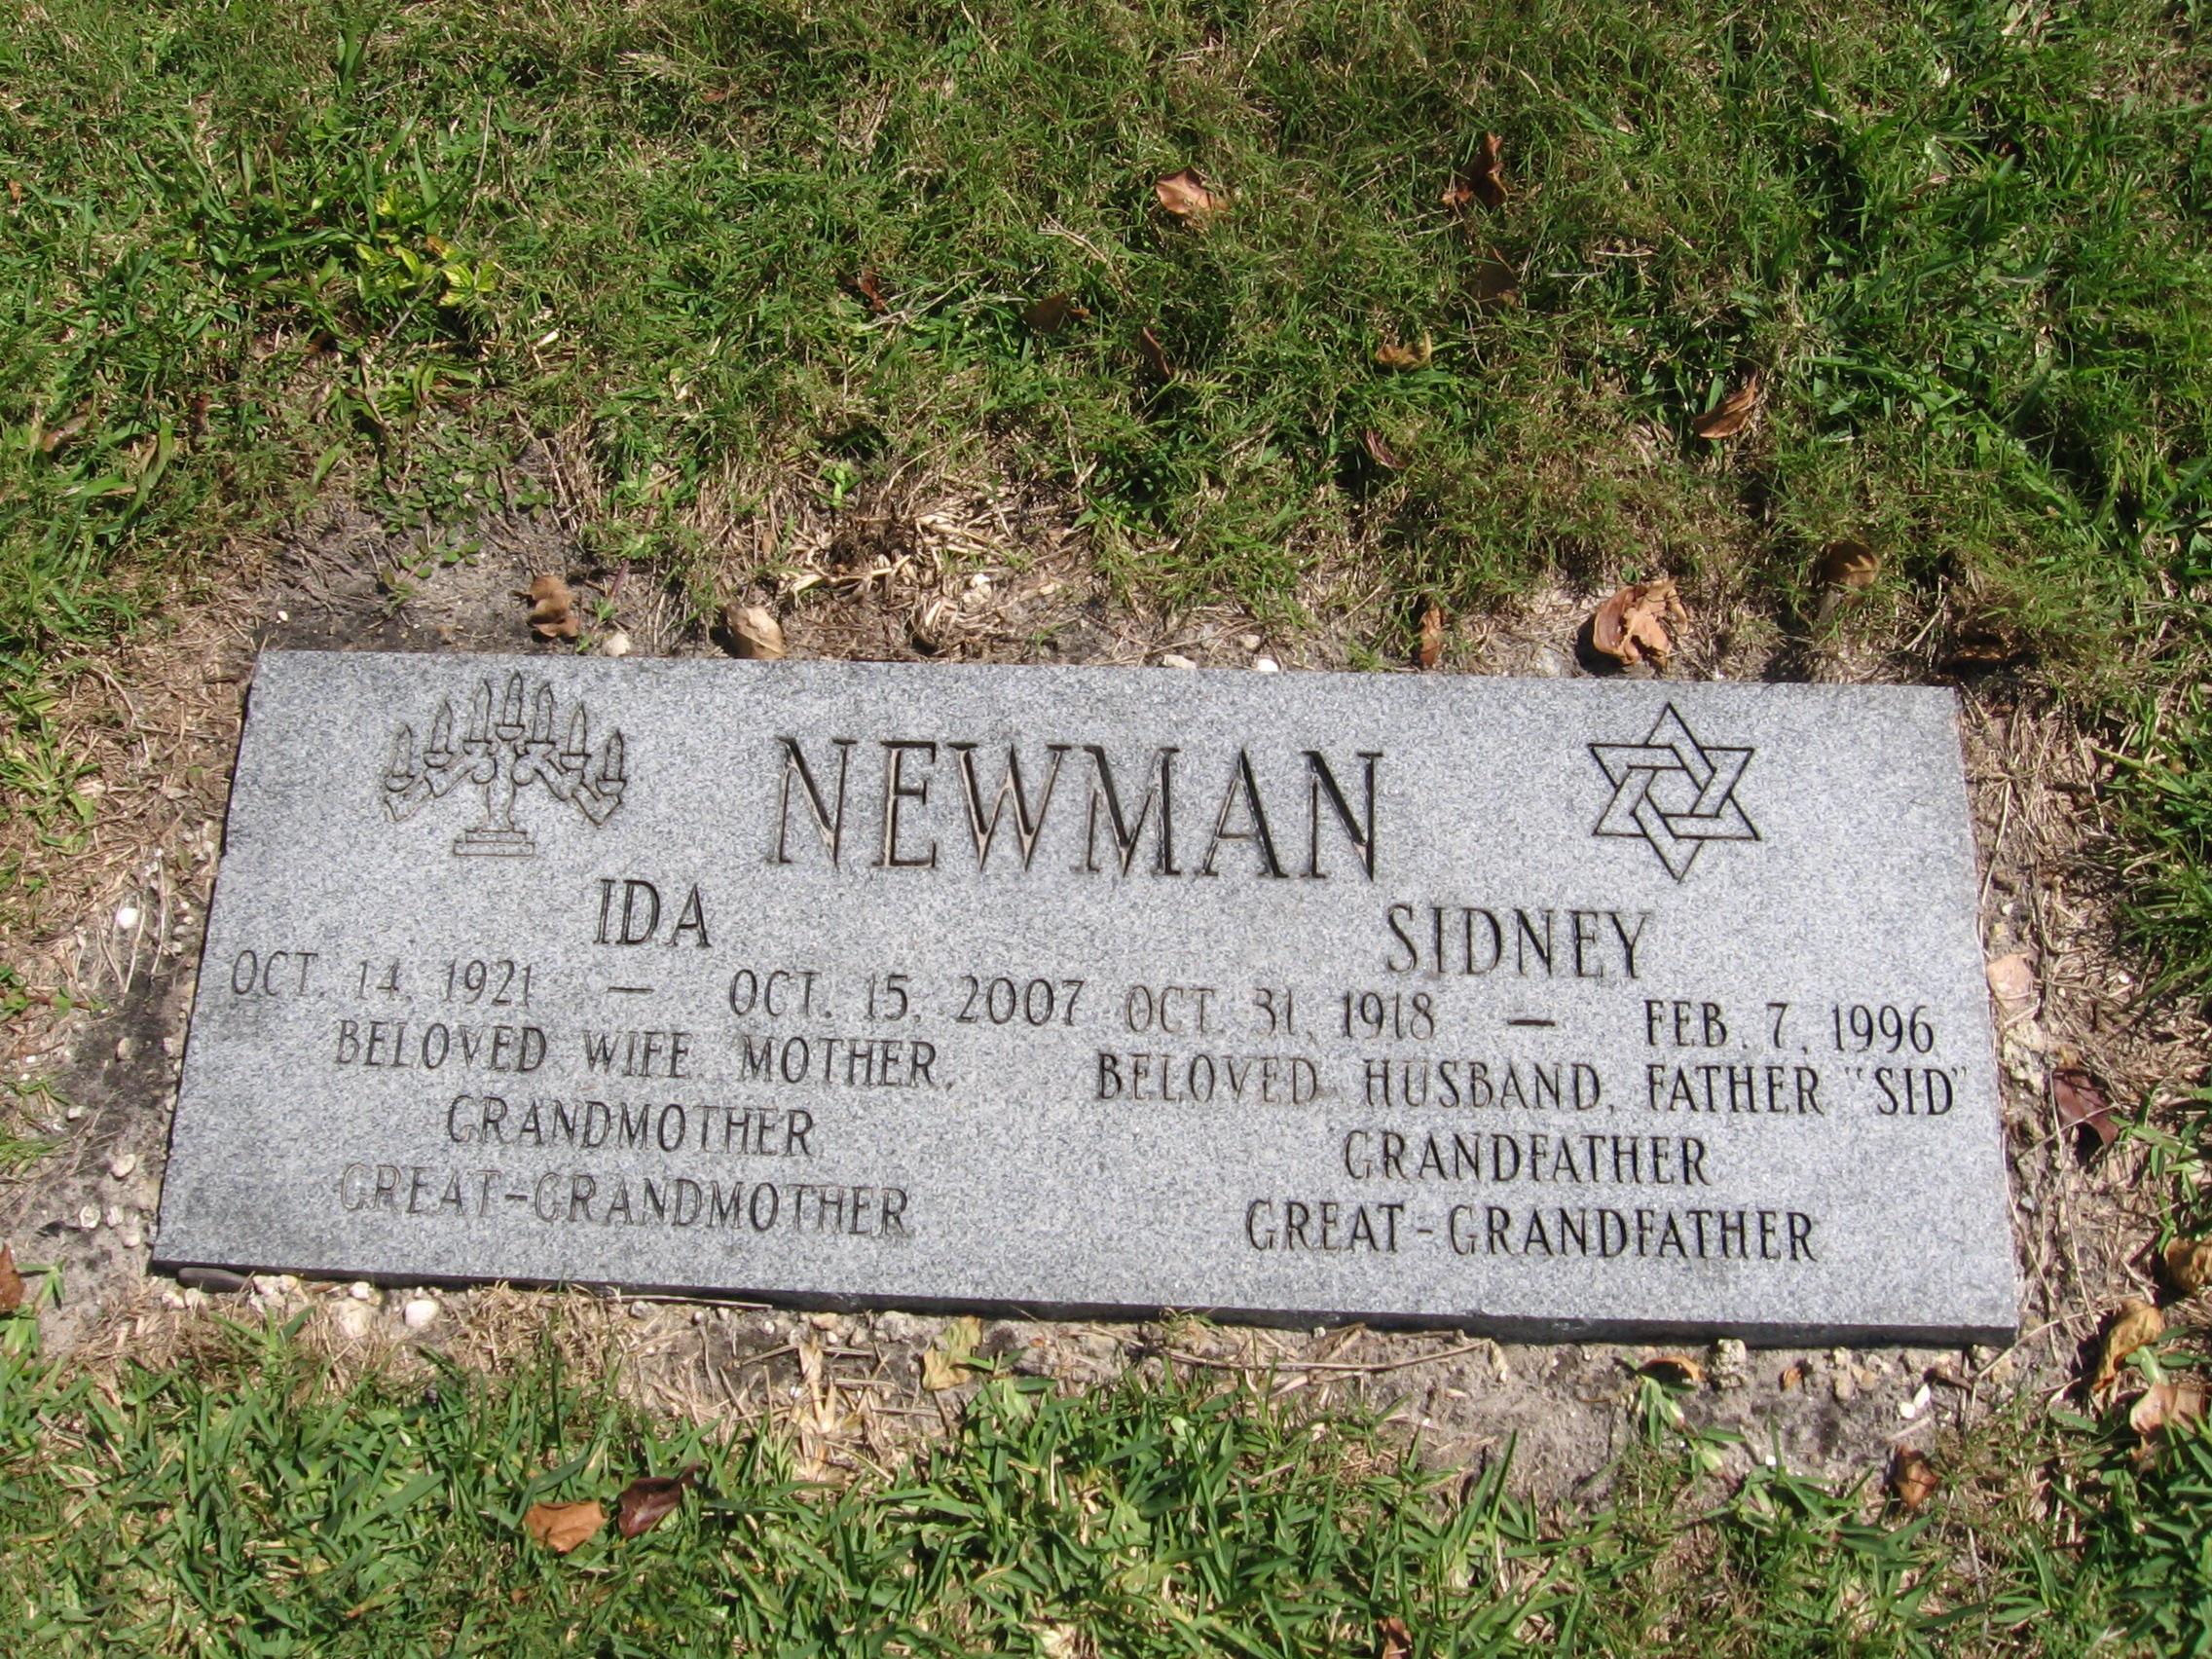 NEWMAN
IDA
OCT. 14, 1921 — OCT. 15, 2007
BELOVED WIFE, MOTHER,
GRANDMOTHER
GREAT-GRANDMOTHER
SIDNEY
OCT. 31, 1918 — FEB. 7, 1996
BELOVED HUSBAND, FATHER "SID"
GRANDFATHER
GREAT-GRANDFATHER